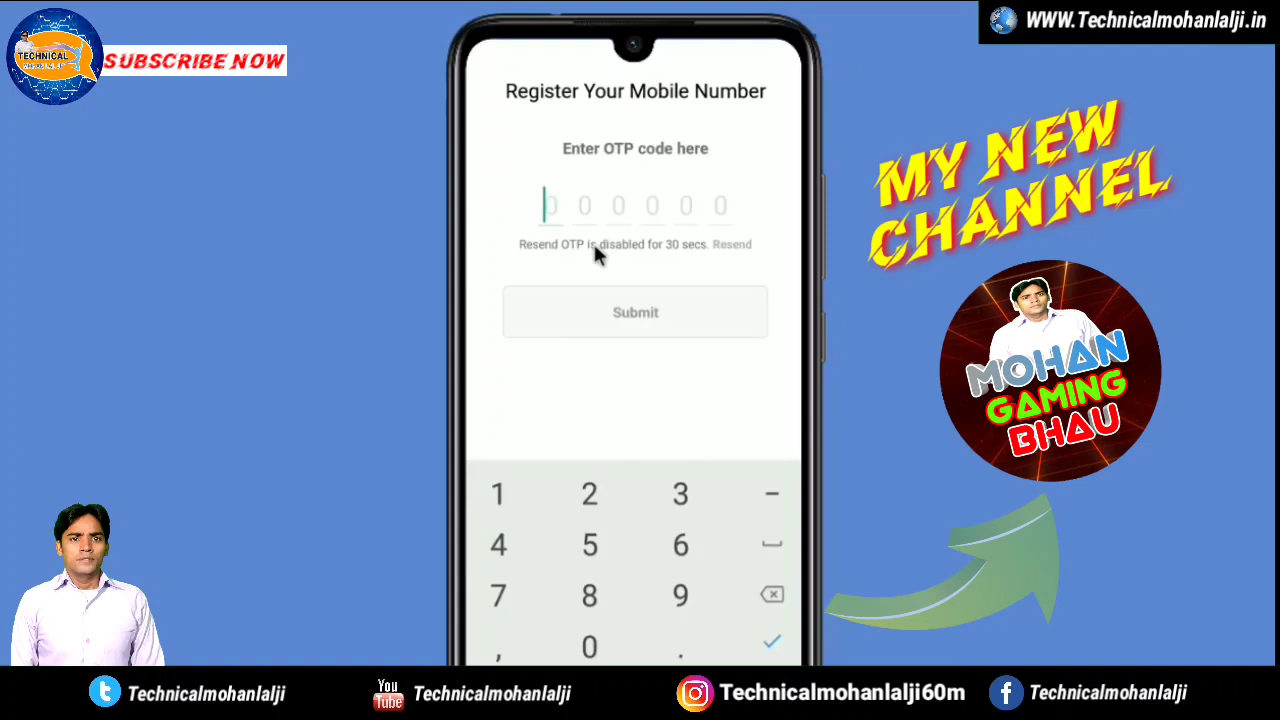 WWW.Technicalmohanlalji.in
TECHNICAL
SUBSCRIBE NOW
Register Your Mobile Number
Enter OTP code here
0 0 0 0 0 0
Resend OTP is disabled for 30 secs. Resend
Submit
MY NEW
CHANNEL
MOHAN
GAMING
BHAU
1 2 3 -
4 5 6
7 8 9
, 0 .
Technicalmohanlalji
You
Tube
Technicalmohanlalji
Technicalmohanlalji60m
f
Technicalmohanlalji